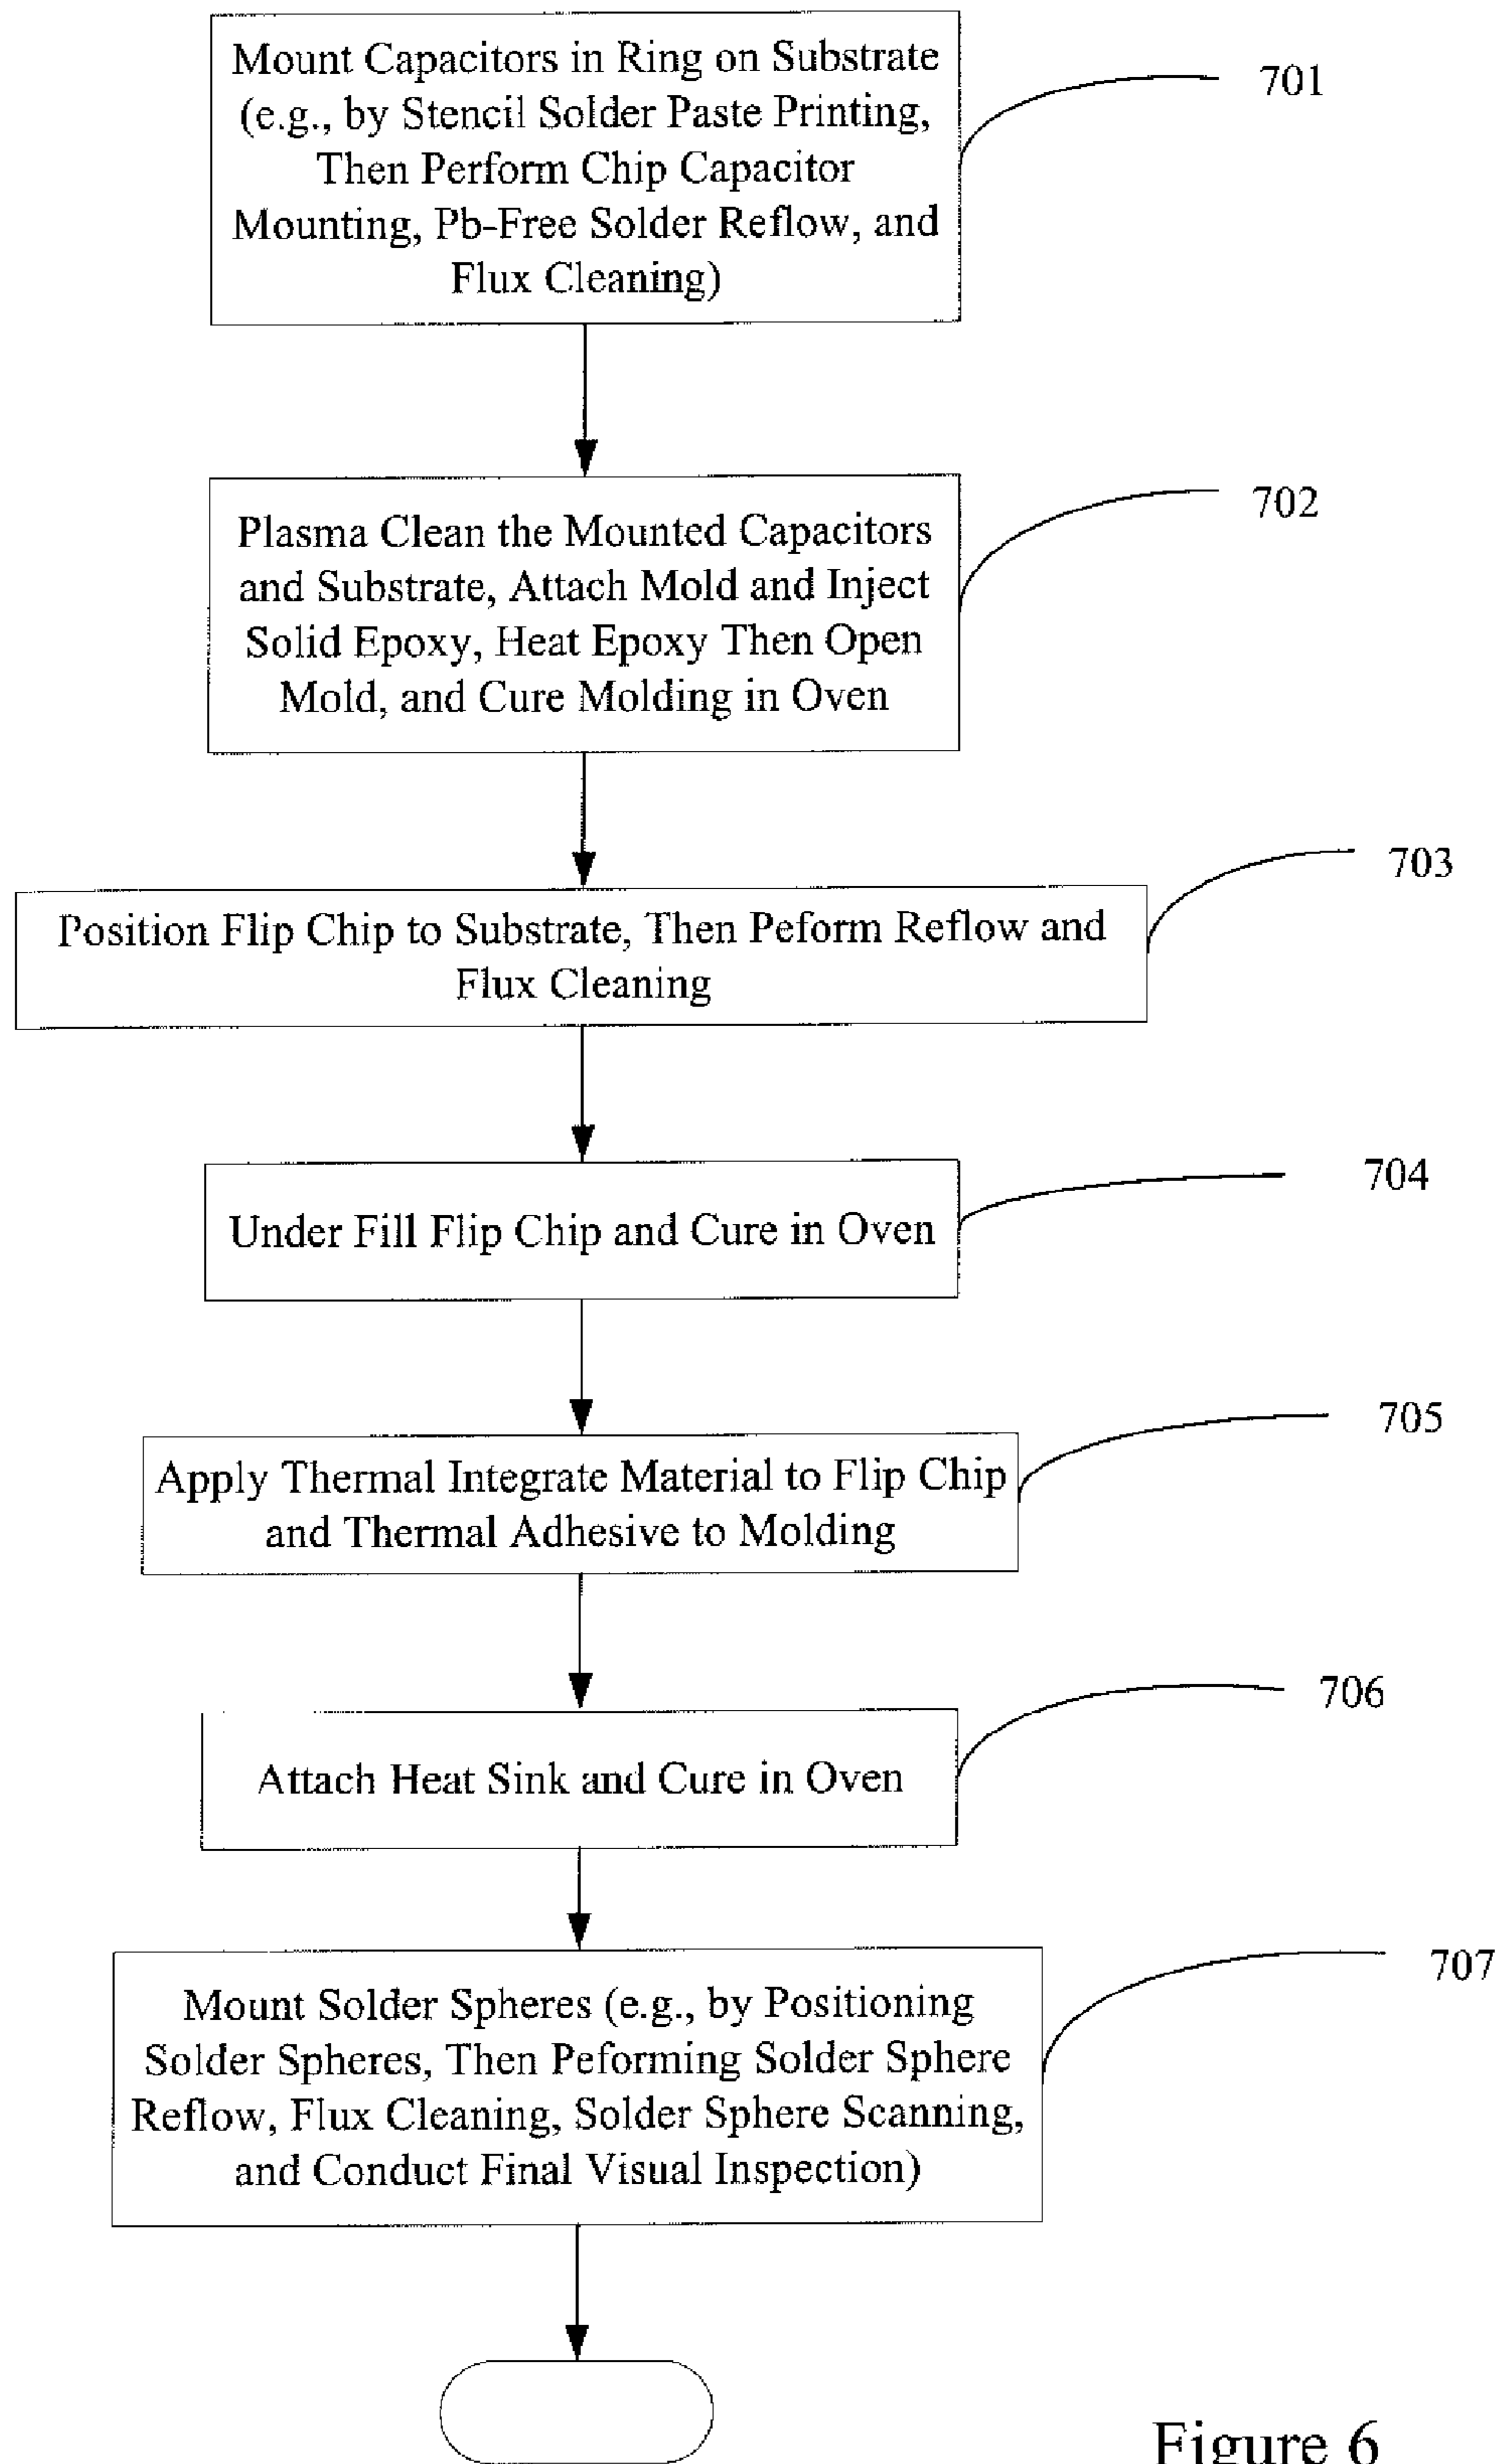 Mount Capacitors in Ring on Substrate
(e.g., by Stencil Solder Paste Printing,
Then Perform Chip Capacitor
Mounting, Pb-Free Solder Reflow, and
Flux Cleaning)
701
Plasma Clean the Mounted Capacitors
and Substrate, Attach Mold and Inject
Solid Epoxy, Heat Epoxy Then Open
Mold, and Cure Molding in Oven
702
Position Flip Chip to Substrate, Then Peform Reflow and
Flux Cleaning
703
Under Fill Flip Chip and Cure in Oven
704
Apply Thermal Integrate Material to Flip Chip
and Thermal Adhesive to Molding
705
Attach Heat Sink and Cure in Oven
706
Mount Solder Spheres (e.g., by Positioning
Solder Spheres, Then Peforming Solder Sphere
Reflow, Flux Cleaning, Solder Sphere Scanning,
and Conduct Final Visual Inspection)
707
Figure 6